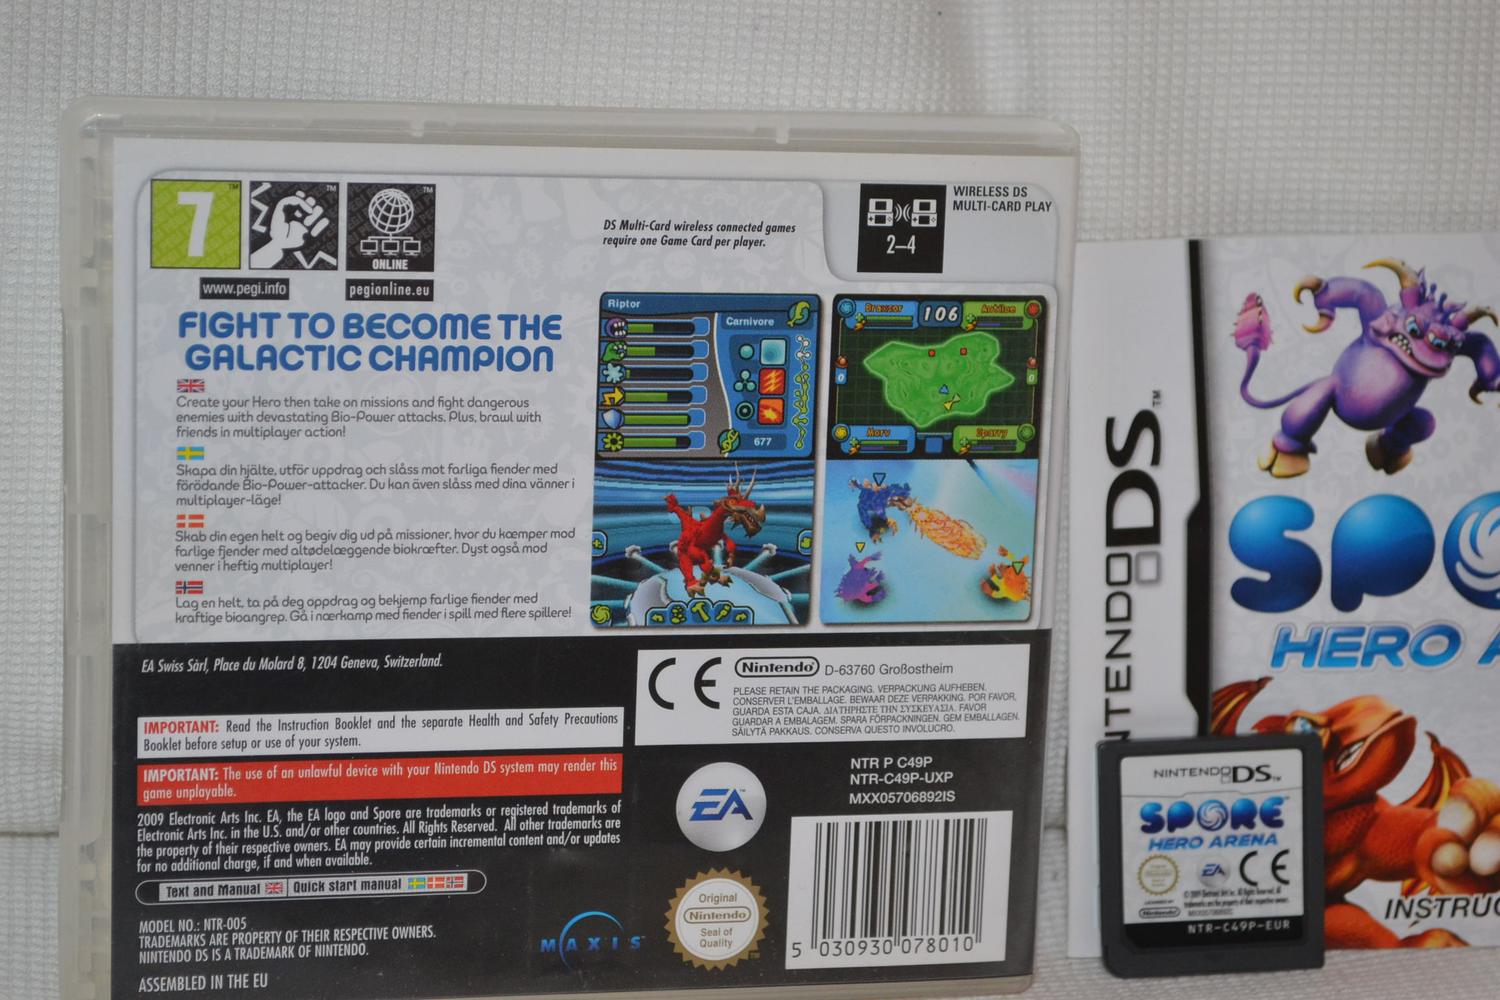 7
ONLINE
www.pegi.info
pegionline.eu
DS Multi-Card wireless connected games
require one Game Card per player.
2–4
WIRELESS DS
MULTI-CARD PLAY
FIGHT TO BECOME THE
GALACTIC CHAMPION
Create your Hero then take on missions and fight dangerous
enemies with devastating Bio-Power attacks. Plus, brawl with
friends in multiplayer action!
Skapa din hjälte, utför uppdrag och slåss mot farliga fiender med
förödande Bio-Power-attacker. Du kan även slåss med dina vänner i
multiplayer-läge!
Skab din egen helt og begiv dig ud på missioner, hvor du kæmper mod
farlige fjender med altødelæggende biokræfter. Dyst også mod
venner i heftig multiplayer!
Lag en helt, ta på deg oppdrag og bekjemp farlige fiender med
kraftige bioangrep. Gå i nærkamp med fiender i spill med flere spillere!
Riptor
Carnivore
677
Draxzor
106
0
0
Morv
Sparry
EA Swiss Sàrl, Place du Molard 8, 1204 Geneva, Switzerland.
IMPORTANT: Read the Instruction Booklet and the separate Health and Safety Precautions
Booklet before setup or use of your system.
IMPORTANT: The use of an unlawful device with your Nintendo DS system may render this
game unplayable.
2009 Electronic Arts Inc. EA, the EA logo and Spore are trademarks or registered trademarks of
Electronic Arts Inc. in the U.S. and/or other countries. All Rights Reserved. All other trademarks are
the property of their respective owners. EA may provide certain incremental content and/or updates
for no additional charge, if and when available.
Text and Manual
Quick start manual
MODEL NO.: NTR-005
TRADEMARKS ARE PROPERTY OF THEIR RESPECTIVE OWNERS.
NINTENDO DS IS A TRADEMARK OF NINTENDO.
ASSEMBLED IN THE EU
MAXIS
CE
Nintendo D-63760 Großostheim
PLEASE RETAIN THE PACKAGING. VERPACKUNG AUFHEBEN.
CONSERVER L'EMBALLAGE. BEWAAR DEZE VERPAKKING. POR FAVOR,
GUARDA ESTA CAJA. ΔΙΑΤΗΡΗΣΤΕ ΤΗΝ ΣΥΣΚΕΥΑΣΙΑ. FAVOR
GUARDAR A EMBALAGEM. SPARA FÖRPACKNINGEN. GEM EMBALLAGEN.
SÄILYTÄ PAKKAUS. CONSERVA QUESTO INVOLUCRO.
EA
NTR P C49P
NTR-C49P-UXP
MXX05706892IS
Original
Nintendo
Seal of
Quality
5 030930 078010
NINTENDO DS
SPO
HERO A
INSTRUC
NINTENDO DS
SPORE
HERO ARENA
EA
CE
Nintendo
NTR-C49P-EUR